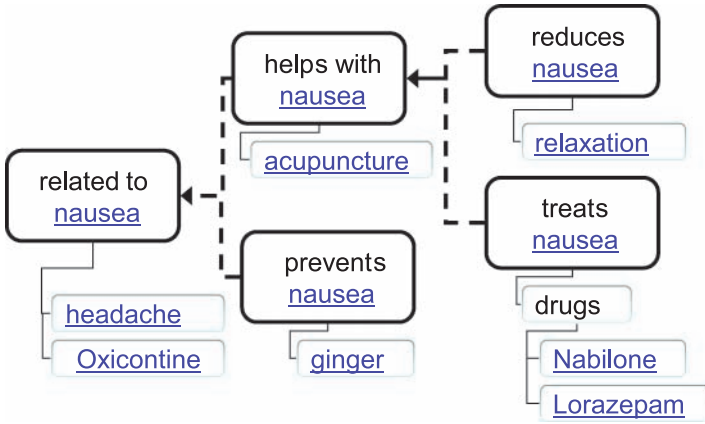 related to
nausea
headache
Oxicontine
helps with
nausea
acupuncture
prevents
nausea
ginger
reduces
nausea
relaxation
treats
nausea
drugs
Nabilone
Lorazepam